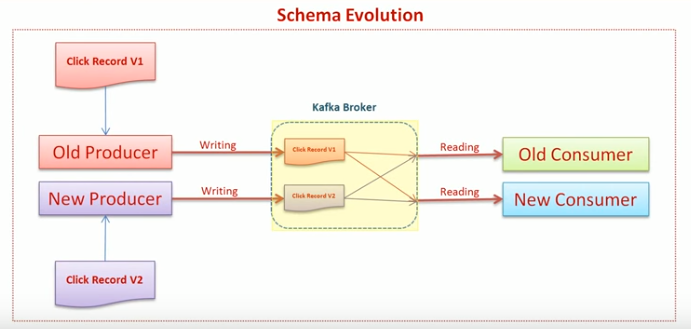 Schema Evolution
Click Record V1
Kafka Broker
Old Producer
Writing
Click Record V1
Reading
Old Consumer
New Producer
Writing
Click Record V2
Reading
New Consumer
Click Record V2